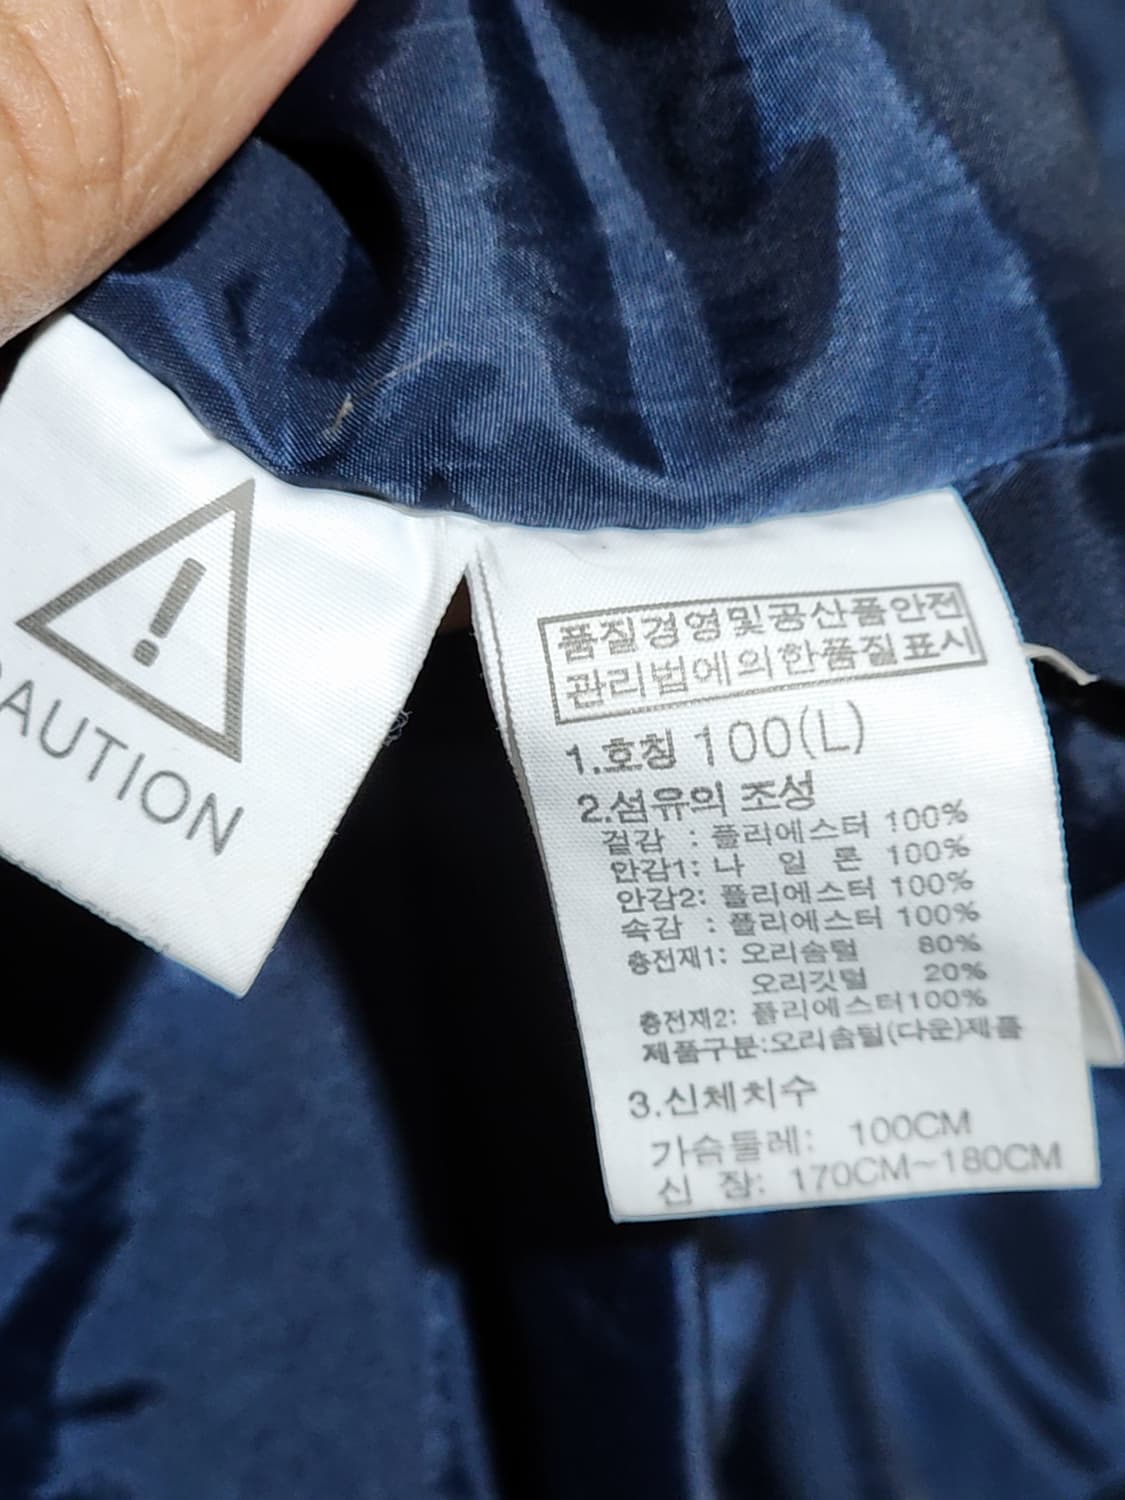 CAUTION
품질경영및공산품안전
관리법에의한품질표시
1.호칭 100(L)
2.섬유의 조성
겉감 : 폴리에스터 100%
안감1: 나 일 론 100%
안감2: 폴리에스터 100%
속감 : 폴리에스터 100%
충전재1: 오리솜털 80%
오리깃털 20%
충전재2: 폴리에스터100%
제품구분:오리솜털(다운)제품
3.신체치수
가슴둘레: 100CM
신 장: 170CM~180CM